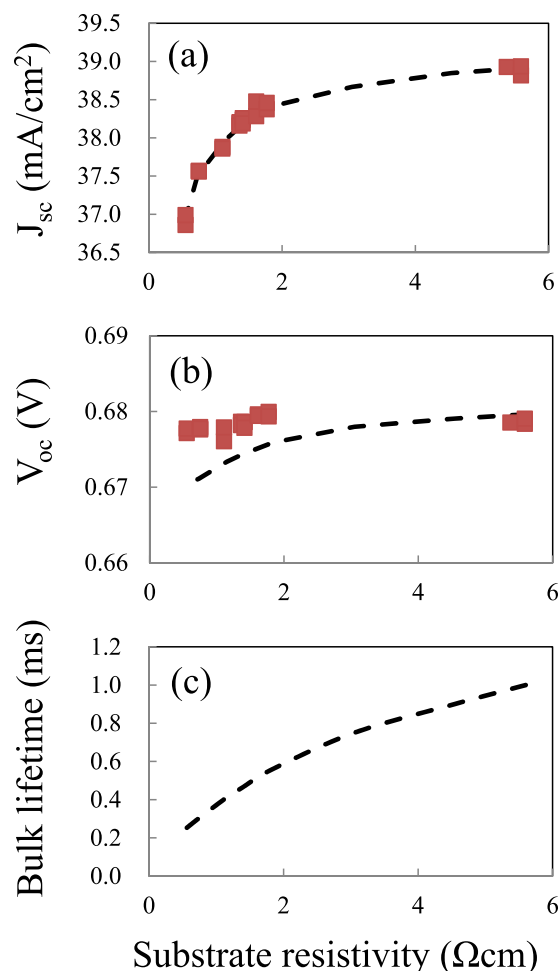 39.5
39.0
38.5
38.0
37.5
37.0
36.5
J_sc (mA/cm²)
(a)
0 2 4 6
0.69
0.68
0.67
0.66
V_oc (V)
(b)
0 2 4 6
1.2
1.0
0.8
0.6
0.4
0.2
0.0
Bulk lifetime (ms)
(c)
0 2 4 6
Substrate resistivity (Ωcm)